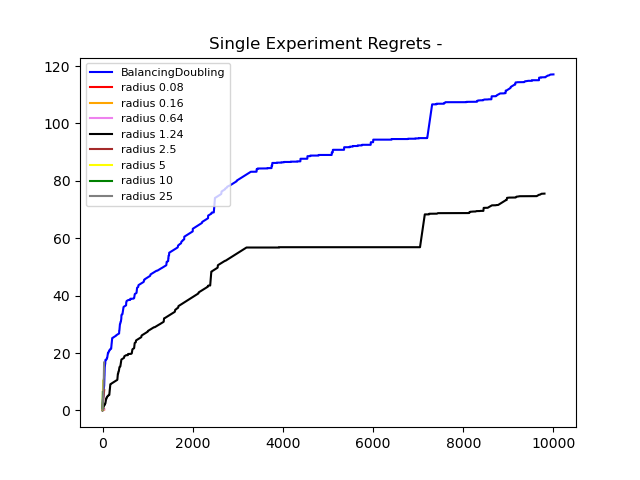 Single Experiment Regrets -
120
100
80
60
40
20
0
BalancingDoubling
radius 0.08
radius 0.16
radius 0.64
radius 1.24
radius 2.5
radius 5
radius 10
radius 25
0 2000 4000 6000 8000 10000